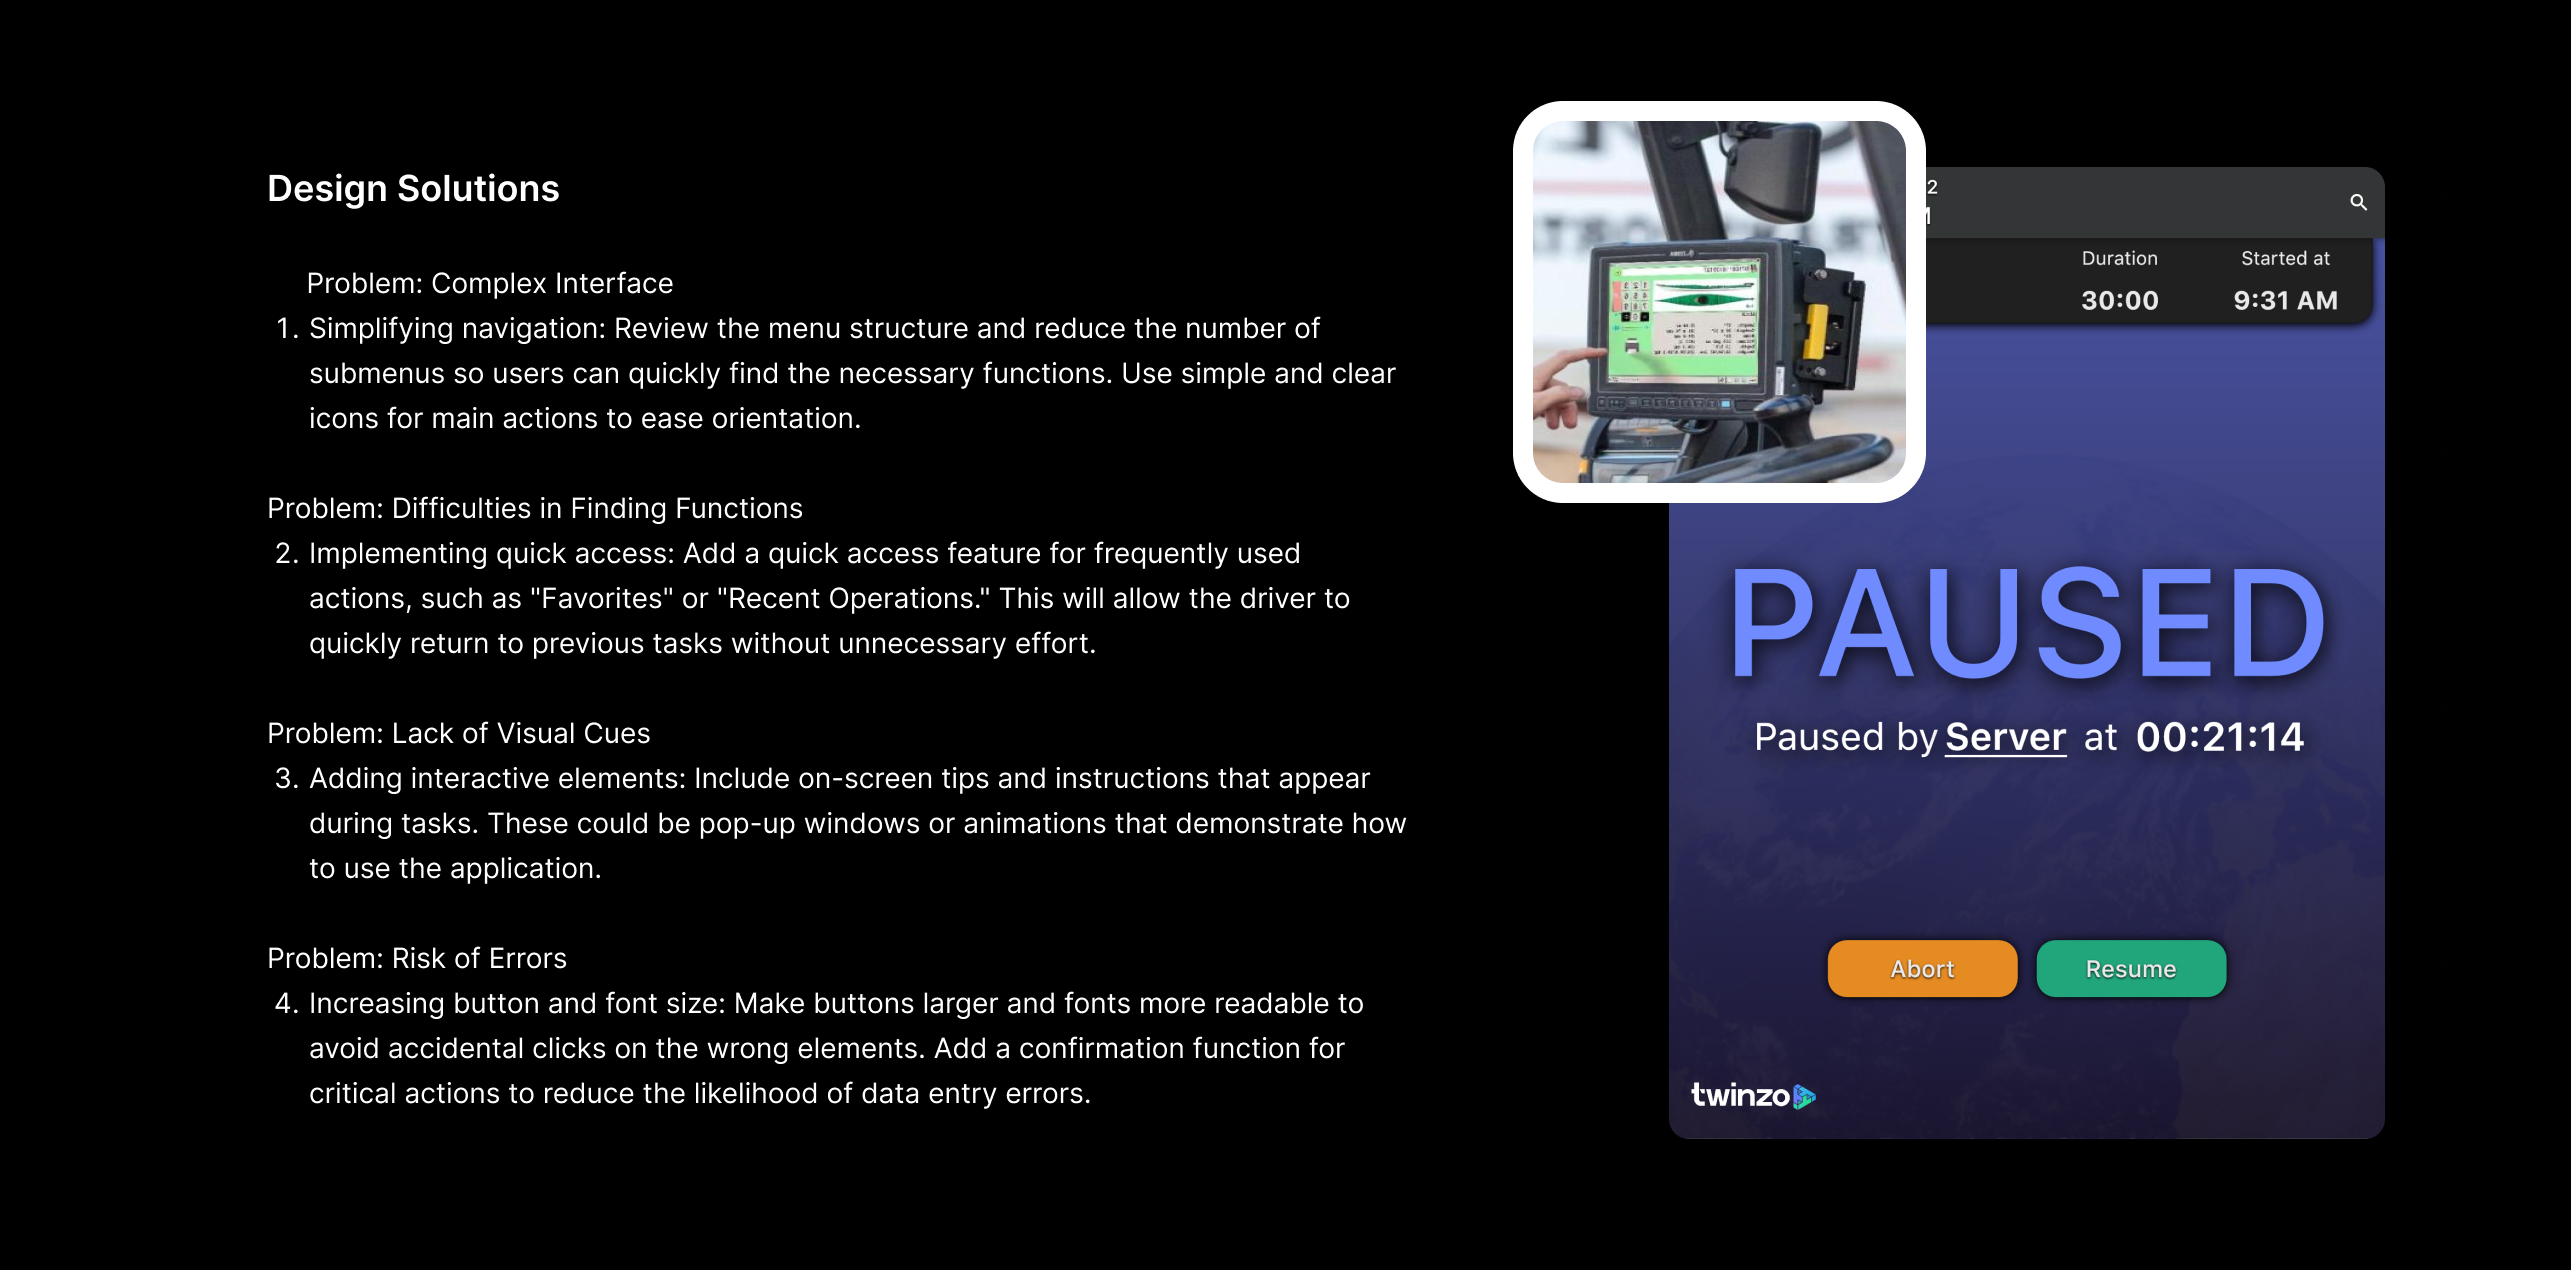 Design Solutions
Problem: Complex Interface
1. Simplifying navigation: Review the menu structure and reduce the number of
submenus so users can quickly find the necessary functions. Use simple and clear
icons for main actions to ease orientation.
Problem: Difficulties in Finding Functions
2. Implementing quick access: Add a quick access feature for frequently used
actions, such as "Favorites" or "Recent Operations." This will allow the driver to
quickly return to previous tasks without unnecessary effort.
Problem: Lack of Visual Cues
3. Adding interactive elements: Include on-screen tips and instructions that appear
during tasks. These could be pop-up windows or animations that demonstrate how
to use the application.
Problem: Risk of Errors
4. Increasing button and font size: Make buttons larger and fonts more readable to
avoid accidental clicks on the wrong elements. Add a confirmation function for
critical actions to reduce the likelihood of data entry errors.
2
Duration Started at
30:00 9:31 AM
PAUSED
Paused by Server at 00:21:14
Abort Resume
twinzo